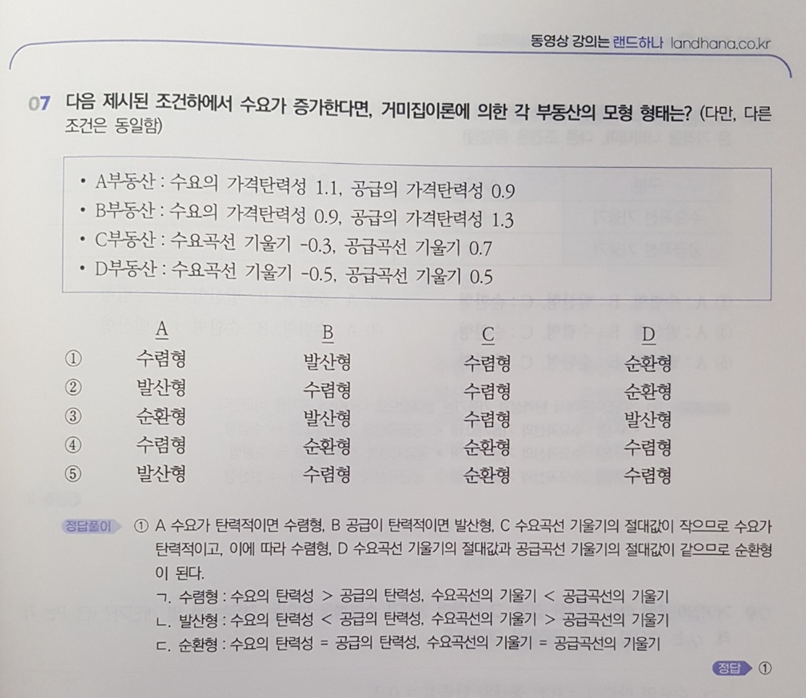 동영상 강의는 랜드하나 landhana.co.kr
07 다음 제시된 조건하에서 수요가 증가한다면, 거미집이론에 의한 각 부동산의 모형 형태는? (다만, 다른
조건은 동일함)
• A부동산 : 수요의 가격탄력성 1.1, 공급의 가격탄력성 0.9
• B부동산 : 수요의 가격탄력성 0.9, 공급의 가격탄력성 1.3
• C부동산 : 수요곡선 기울기 -0.3, 공급곡선 기울기 0.7
• D부동산 : 수요곡선 기울기 -0.5, 공급곡선 기울기 0.5
A B C D
① 수렴형 발산형 수렴형 순환형
② 발산형 수렴형 수렴형 순환형
③ 순환형 발산형 수렴형 발산형
④ 수렴형 순환형 순환형 수렴형
⑤ 발산형 수렴형 순환형 수렴형
정답풀이 ① A 수요가 탄력적이면 수렴형, B 공급이 탄력적이면 발산형, C 수요곡선 기울기의 절대값이 작으므로 수요가
탄력적이고, 이에 따라 수렴형, D 수요곡선 기울기의 절대값과 공급곡선 기울기의 절대값이 같으므로 순환형
이 된다.
ㄱ. 수렴형 : 수요의 탄력성 > 공급의 탄력성, 수요곡선의 기울기 < 공급곡선의 기울기
ㄴ. 발산형 : 수요의 탄력성 < 공급의 탄력성, 수요곡선의 기울기 > 공급곡선의 기울기
ㄷ. 순환형 : 수요의 탄력성 = 공급의 탄력성, 수요곡선의 기울기 = 공급곡선의 기울기
정답 ①